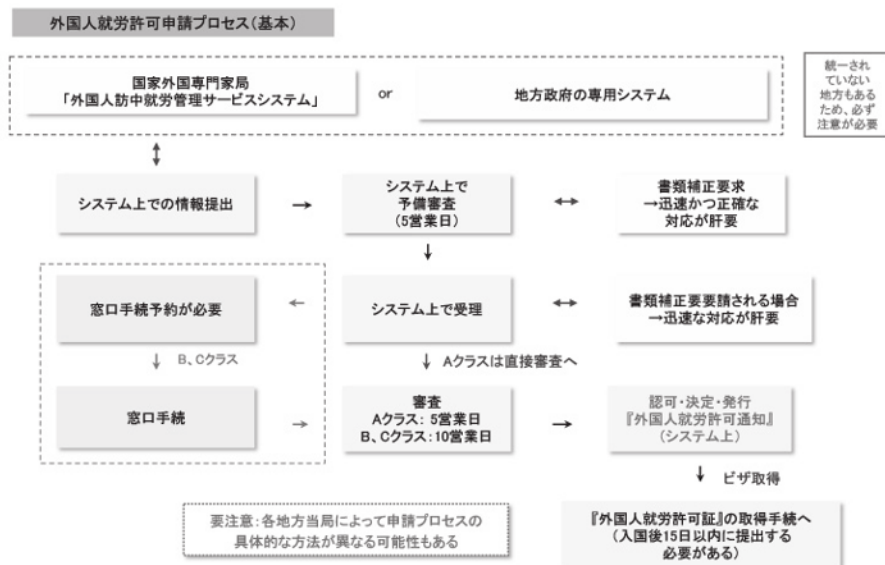 外国人就労許可申請プロセス(基本)
国家外国専門家局
「外国人訪中就労管理サービスシステム」
or
地方政府の専用システム
統一され
ていない
地方もある
ため、必ず
注意が必要
システム上での情報提出
システム上で
予備審査
(5営業日)
書類補正要求
→迅速かつ正確な
対応が肝要
窓口手続予約が必要
システム上で受理
書類補正要要請される場合
→迅速な対応が肝要
B、Cクラス
Aクラスは直接審査へ
窓口手続
審査
Aクラス: 5営業日
B、Cクラス:10営業日
認可・決定・発行
『外国人就労許可通知』
(システム上)
ビザ取得
要注意:各地方当局によって申請プロセスの
具体的な方法が異なる可能性もある
『外国人就労許可証』の取得手続へ
(入国後15日以内に提出する
必要がある)